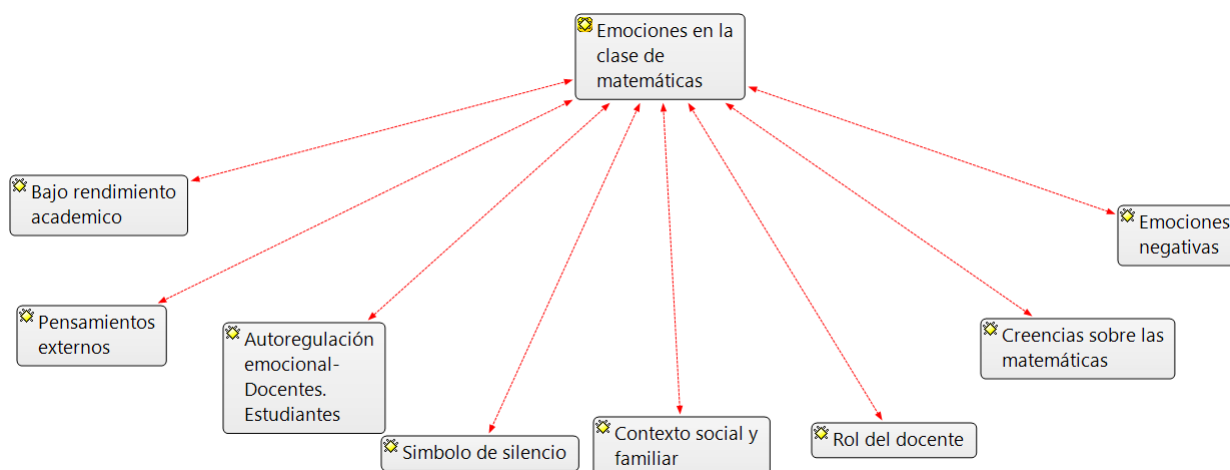 Emociones en la
clase de
matemáticas
Bajo rendimiento
academico
Emociones
negativas
Pensamientos
externos
Autoregulación
emocional-
Docentes.
Estudiantes
Creencias sobre las
matemáticas
Simbolo de silencio
Contexto social y
familiar
Rol del docente